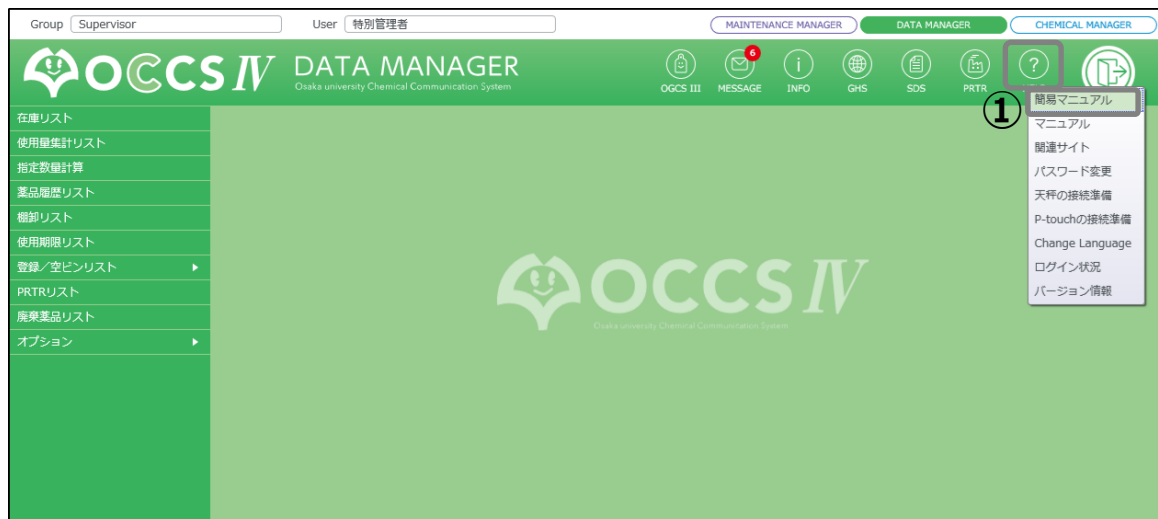 Group Supervisor User 特別管理者 MAINTENANCE MANAGER DATA MANAGER CHEMICAL MANAGER
OCCS IV DATA MANAGER
Osaka university Chemical Communication System
6
OGCS III MESSAGE INFO GHS SDS PRTR
?
①
簡易マニュアル
マニュアル
関連サイト
パスワード変更
天秤の接続準備
P-touchの接続準備
Change Language
ログイン状況
バージョン情報
在庫リスト
使用量集計リスト
指定数量計算
薬品履歴リスト
棚卸リスト
使用期限リスト
登録／空ビンリスト
PRTRリスト
廃棄薬品リスト
オプション
OCCS IV
Osaka university Chemical Communication System